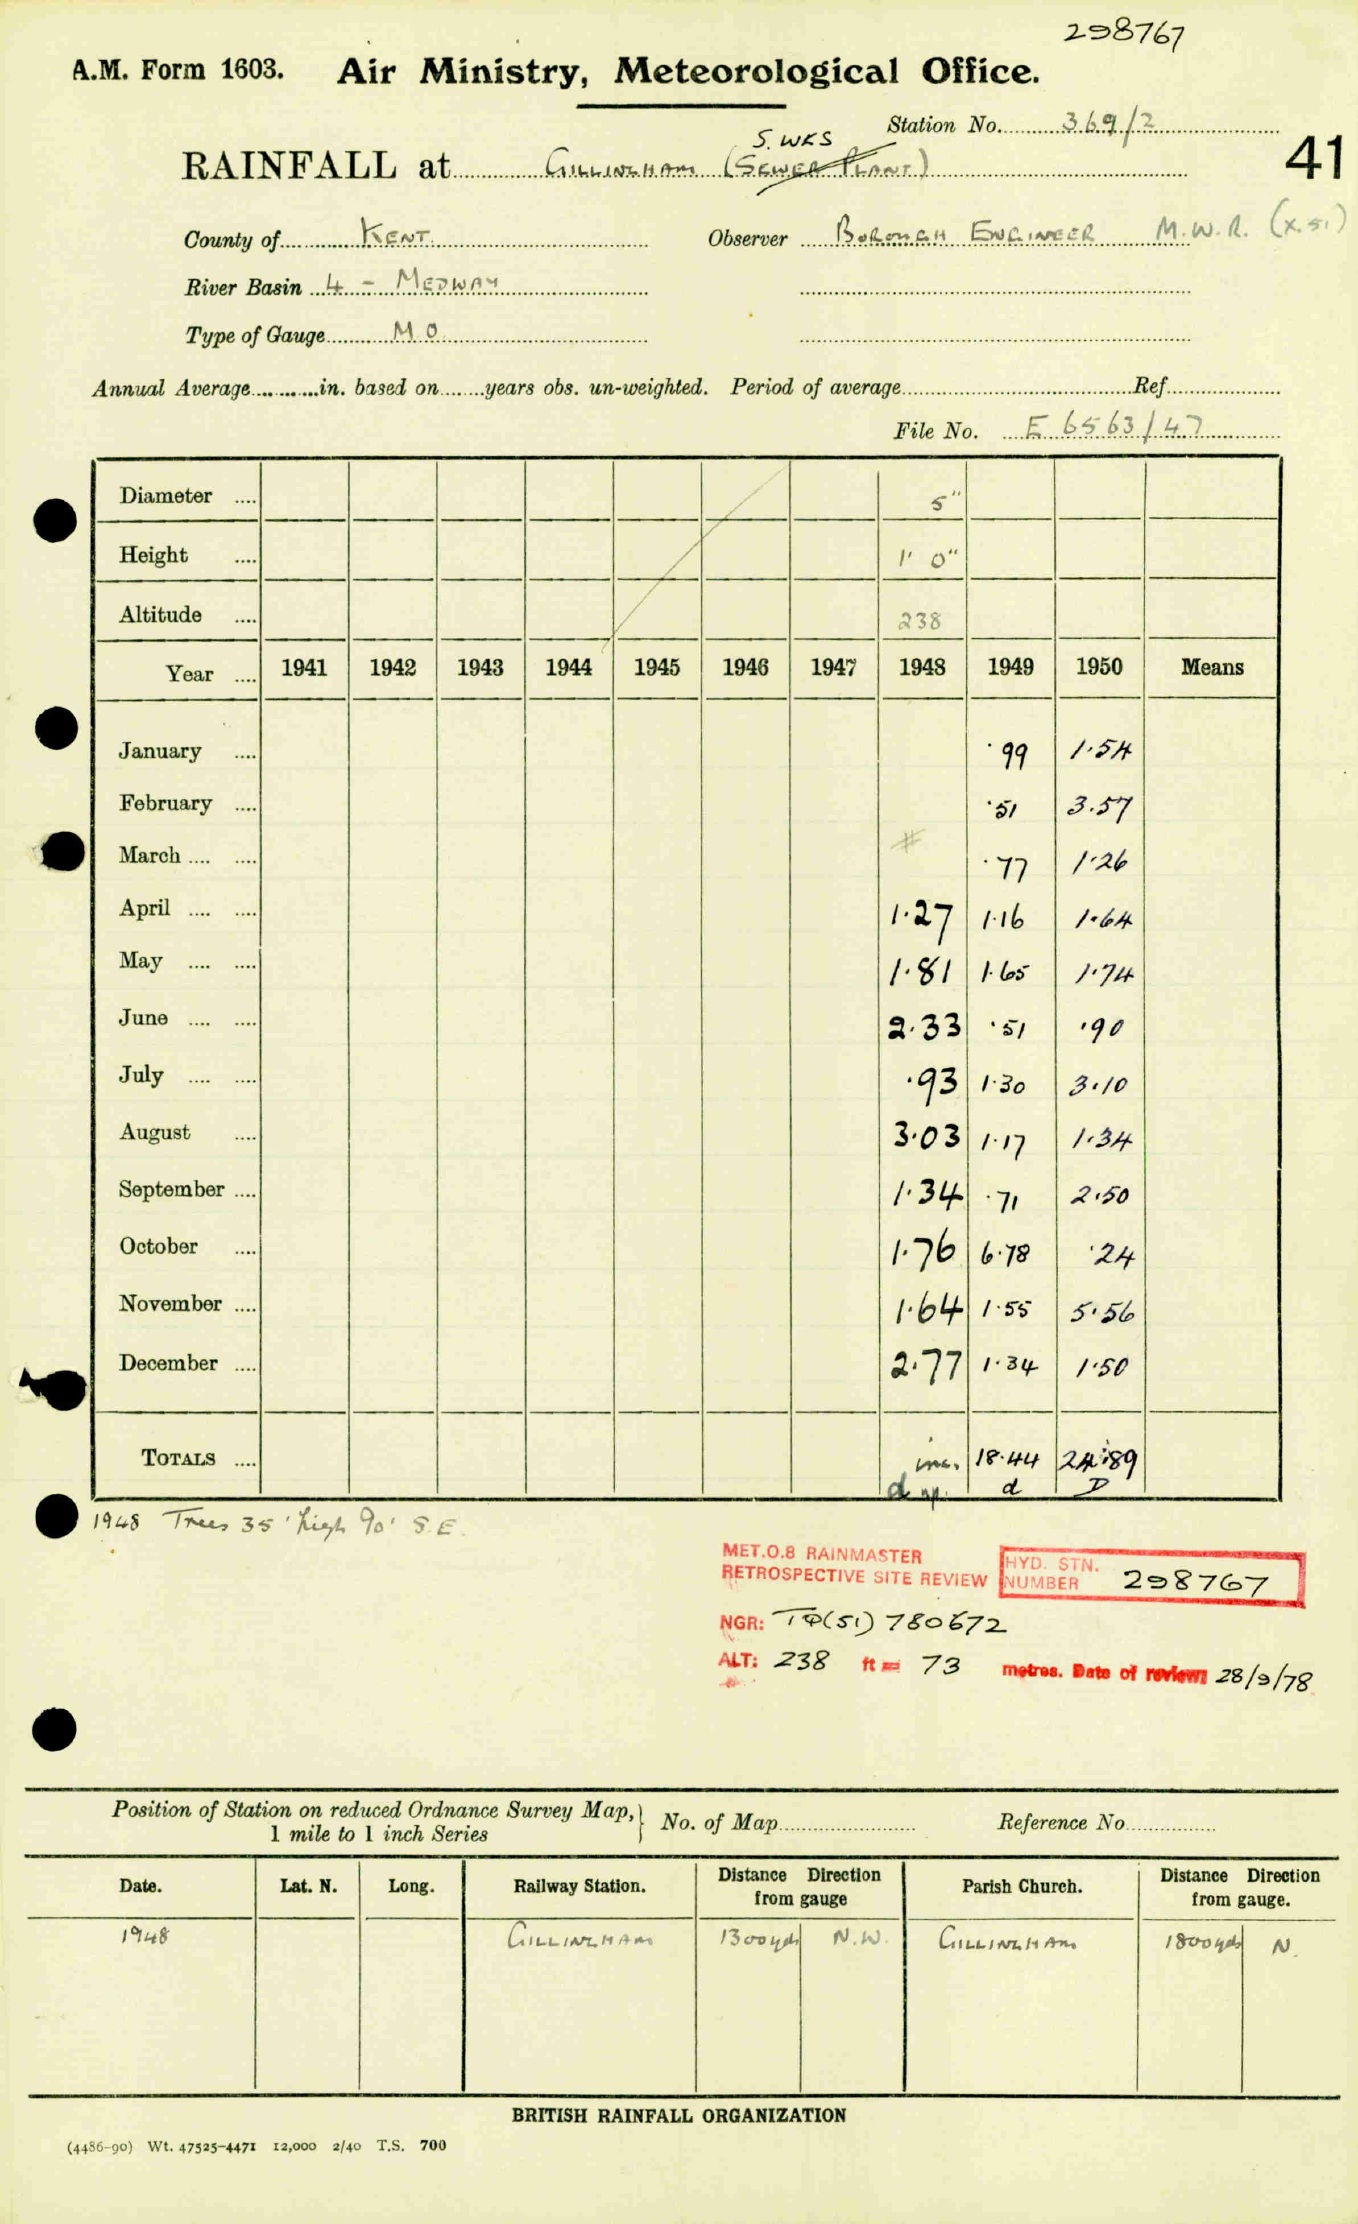 298767
A.M. Form 1603. Air Ministry, Meteorological Office.
Station No. 369/2
S. WKS
41
RAINFALL at GILLINGHAM (SEWER PLANT)
County of KENT Observer BOROUGH ENGINEER M.W.R. (X.51)
River Basin 4 - MEDWAY
Type of Gauge MO
Annual Average in. based on years obs. un-weighted. Period of average Ref
File No. E 6563/47
Diameter .... 5"
Height .... 1' 0"
Altitude .... 238
Year .... 1941 1942 1943 1944 1945 1946 1947 1948 1949 1950 Means
January .... ·99 1·54
February .... ·51 3·57
March .... .... # ·77 1·26
April .... .... 1·27 1·16 1·64
May .... .... 1·81 1·65 1·74
June .... .... 2·33 ·51 ·90
July .... .... ·93 1·30 3·10
August .... 3·03 1·17 1·34
September .... 1·34 ·71 2·50
October .... 1·76 6·78 ·24
November .... 1·64 1·55 5·56
December .... 2·77 1·34 1·50
TOTALS .... inc. 18·44 24·89
d d D
1948 Trees 35' high 90' S.E.
MET.O.8 RAINMASTER
RETROSPECTIVE SITE REVIEW
HYD. STN.
NUMBER 298767
NGR: TQ(51) 780672
ALT: 238 ft = 73 metres. Date of review: 28/9/78
Position of Station on reduced Ordnance Survey Map, } No. of Map Reference No
1 mile to 1 inch Series
Date. Lat. N. Long. Railway Station. Distance Direction from gauge Parish Church. Distance Direction from gauge.
1948 GILLINGHAM 1300yds N.W. GILLINGHAM 1800yds N.
BRITISH RAINFALL ORGANIZATION
(4486-90) Wt. 47525-4471 12,000 2/40 T.S. 700